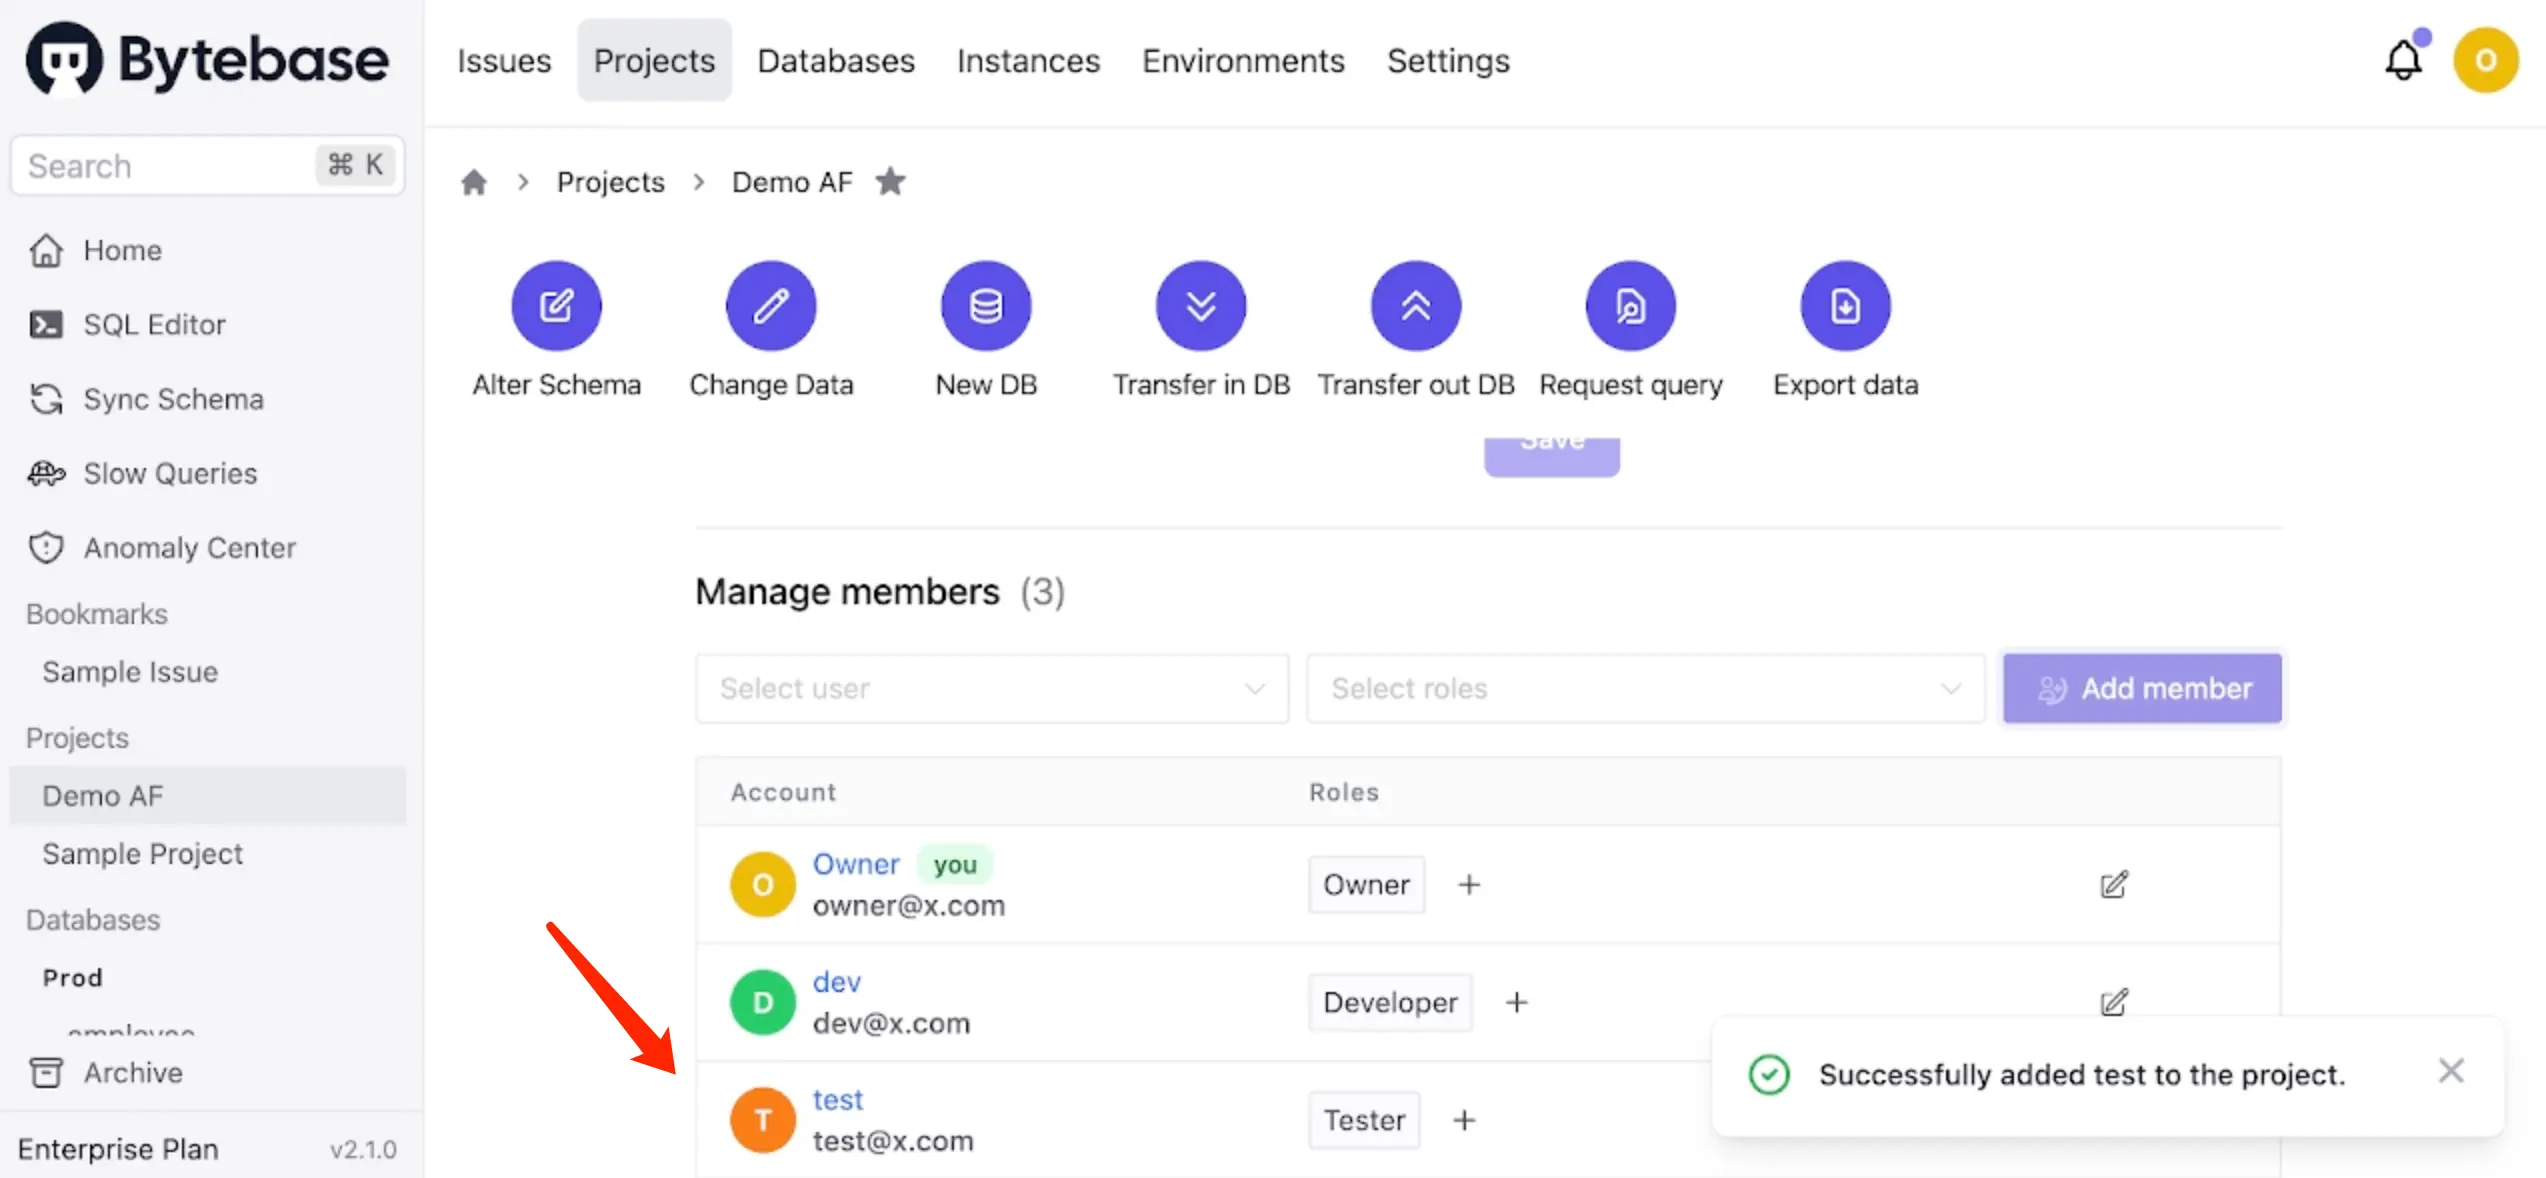 Bytebase
Issues Projects Databases Instances Environments Settings
O
Search ⌘ K
Home
SQL Editor
Sync Schema
Slow Queries
Anomaly Center
Bookmarks
Sample Issue
Projects
Demo AF
Sample Project
Databases
Prod
employee
Archive
Enterprise Plan v2.1.0
Projects > Demo AF
Alter Schema Change Data New DB Transfer in DB Transfer out DB Request query Export data
Save
Manage members (3)
Select user Select roles Add member
Account Roles
O Owner you
owner@x.com
Owner +
D dev
dev@x.com
Developer +
T test
test@x.com
Tester +
Successfully added test to the project.